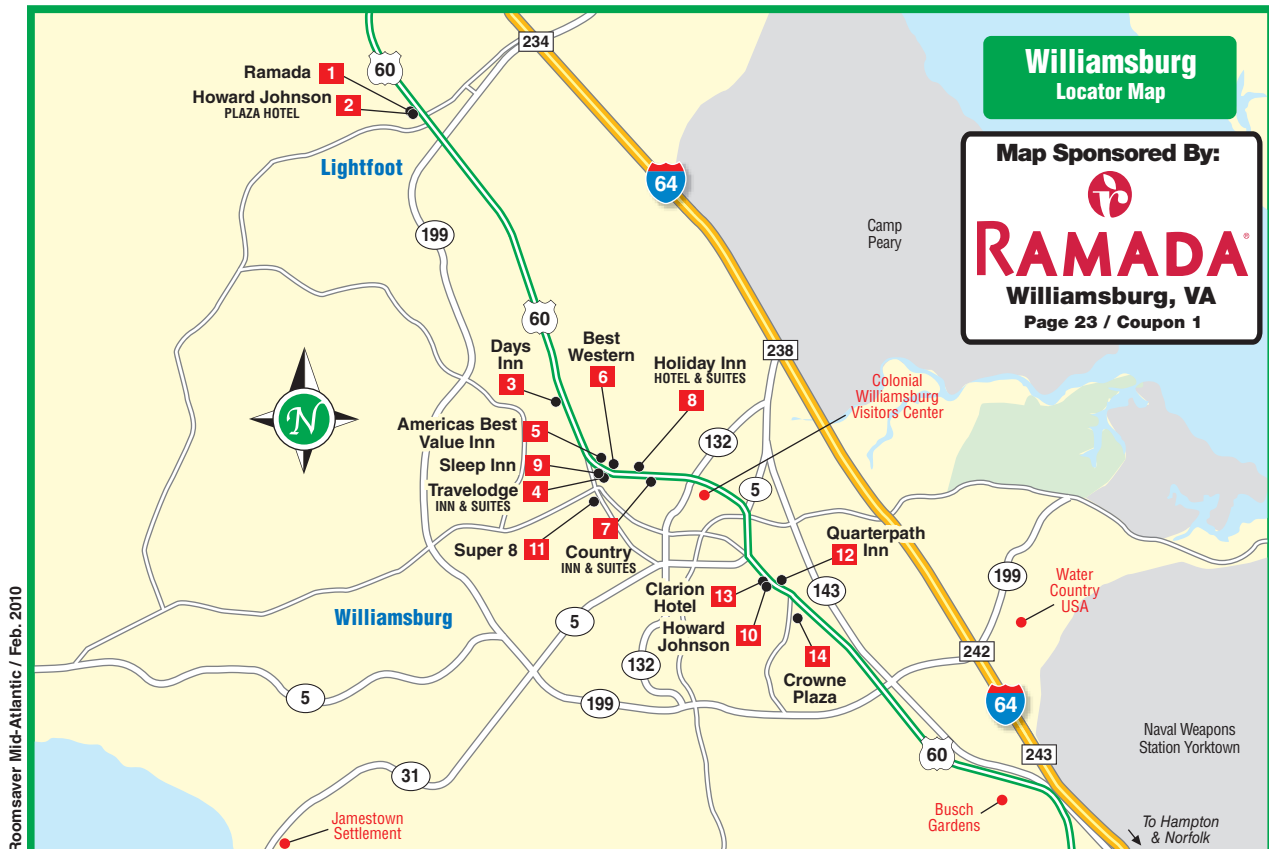 Williamsburg
Locator Map
Map Sponsored By:
RAMADA®
Williamsburg, VA
Page 23 / Coupon 1
234
60
Ramada 1
Howard Johnson 2
PLAZA HOTEL
Lightfoot
64
Camp
Peary
199
60
238
Days
Inn
3
Best
Western
6
Holiday Inn
HOTEL & SUITES
8
Colonial
Williamsburg
Visitors Center
N
Americas Best
Value Inn
5
Sleep Inn 9
Travelodge 4
INN & SUITES
132
5
7
Country
INN & SUITES
Super 8 11
Quarterpath
Inn
12
Clarion
Hotel
13
Howard
Johnson
10
143
199
Water
Country
USA
Williamsburg
5
132
14
Crowne
Plaza
242
5
199
64
60
243
Naval Weapons
Station Yorktown
31
Jamestown
Settlement
Busch
Gardens
To Hampton
& Norfolk
Roomsaver Mid-Atlantic / Feb. 2010